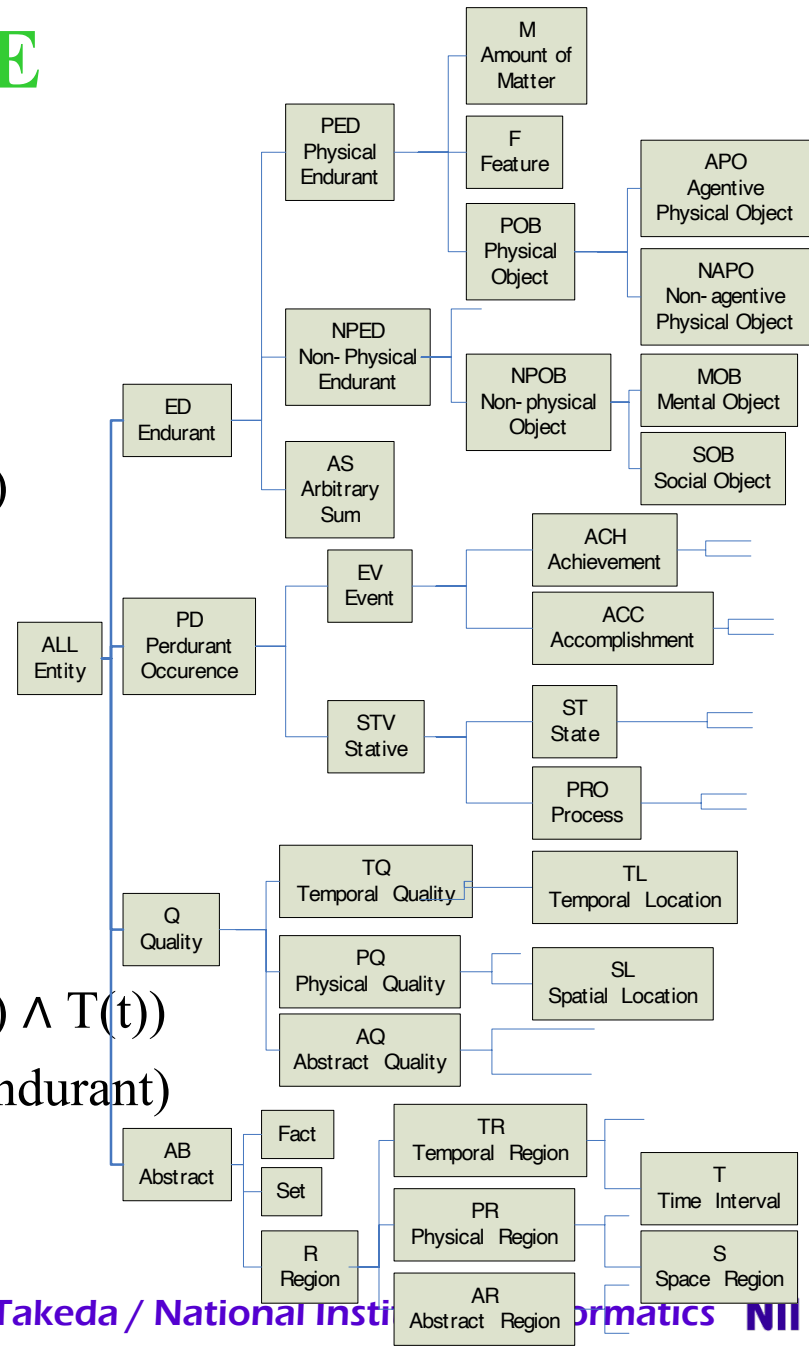 E
M
Amount of
Matter
PED
Physical
Endurant
F
Feature
APO
Agentive
Physical Object
POB
Physical
Object
NAPO
Non-agentive
Physical Object
NPED
Non-Physical
Endurant
NPOB
Non-physical
Object
MOB
Mental Object
ED
Endurant
SOB
Social Object
AS
Arbitrary
Sum
)
ACH
Achievement
EV
Event
ACC
Accomplishment
PD
Perdurant
Occurence
ALL
Entity
ST
State
STV
Stative
PRO
Process
TQ
Temporal Quality
TL
Temporal Location
Q
Quality
PQ
Physical Quality
SL
Spatial Location
) ∧ T(t))
AQ
Abstract Quality
ndurant)
Fact
TR
Temporal Region
AB
Abstract
T
Time Interval
Set
PR
Physical Region
R
Region
S
Space Region
AR
Abstract Region
Takeda / National Insti ormatics NII